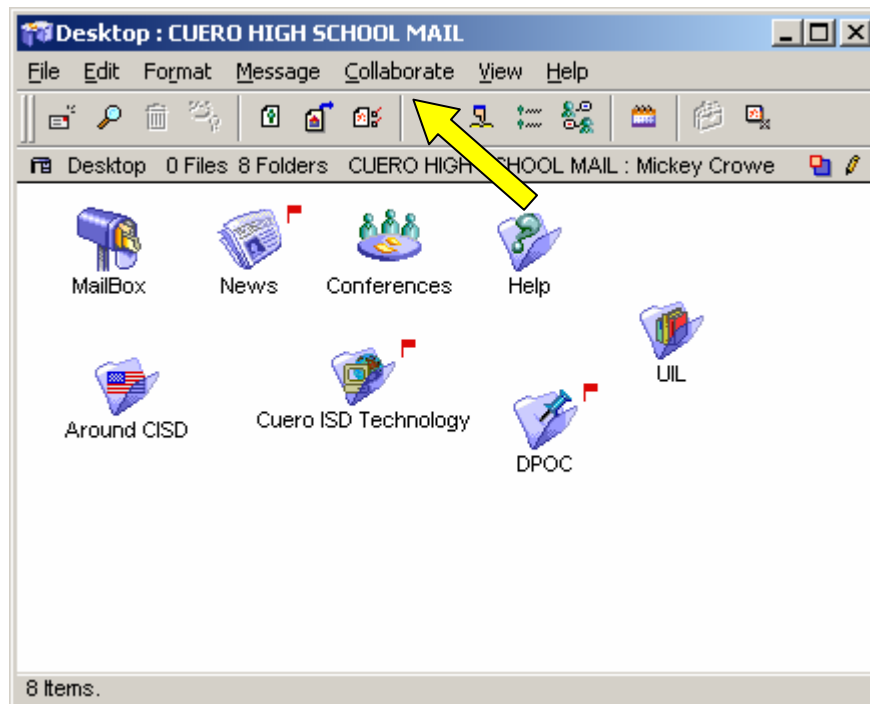 Desktop : CUERO HIGH SCHOOL MAIL
File Edit Format Message Collaborate View Help
Desktop 0 Files 8 Folders CUERO HIGH SCHOOL MAIL : Mickey Crowe
MailBox News Conferences Help
UIL
Around CISD Cuero ISD Technology
DPOC
8 Items.